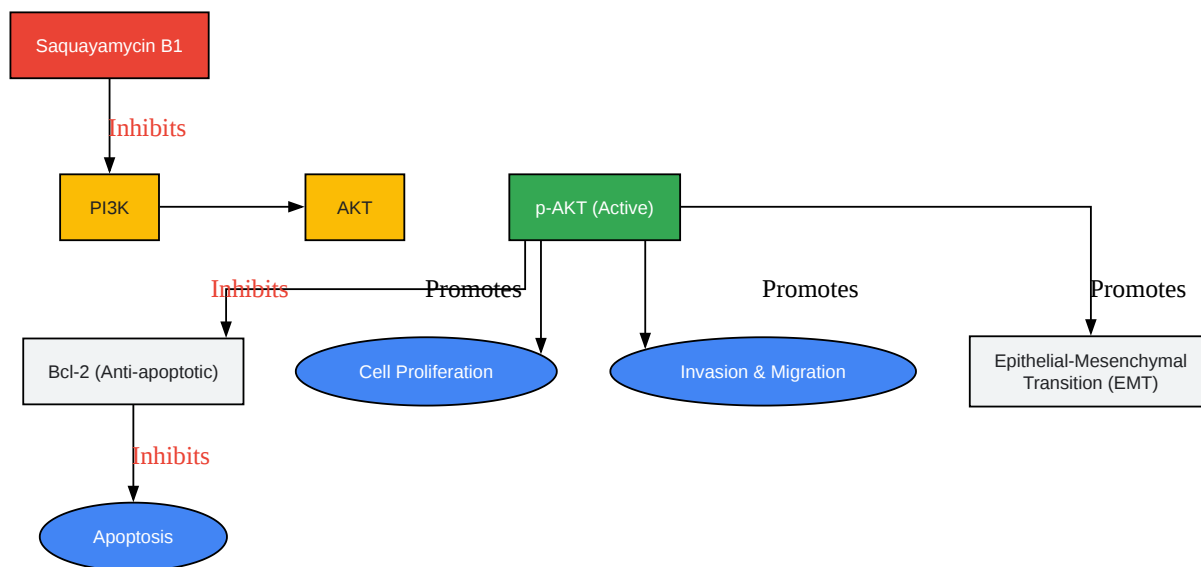 Saquayamycin B1
Inhibits
PI3K
AKT
p-AKT (Active)
Inhibits
Promotes
Promotes
Promotes
Bcl-2 (Anti-apoptotic)
Cell Proliferation
Invasion & Migration
Epithelial-Mesenchymal
Transition (EMT)
Inhibits
Apoptosis